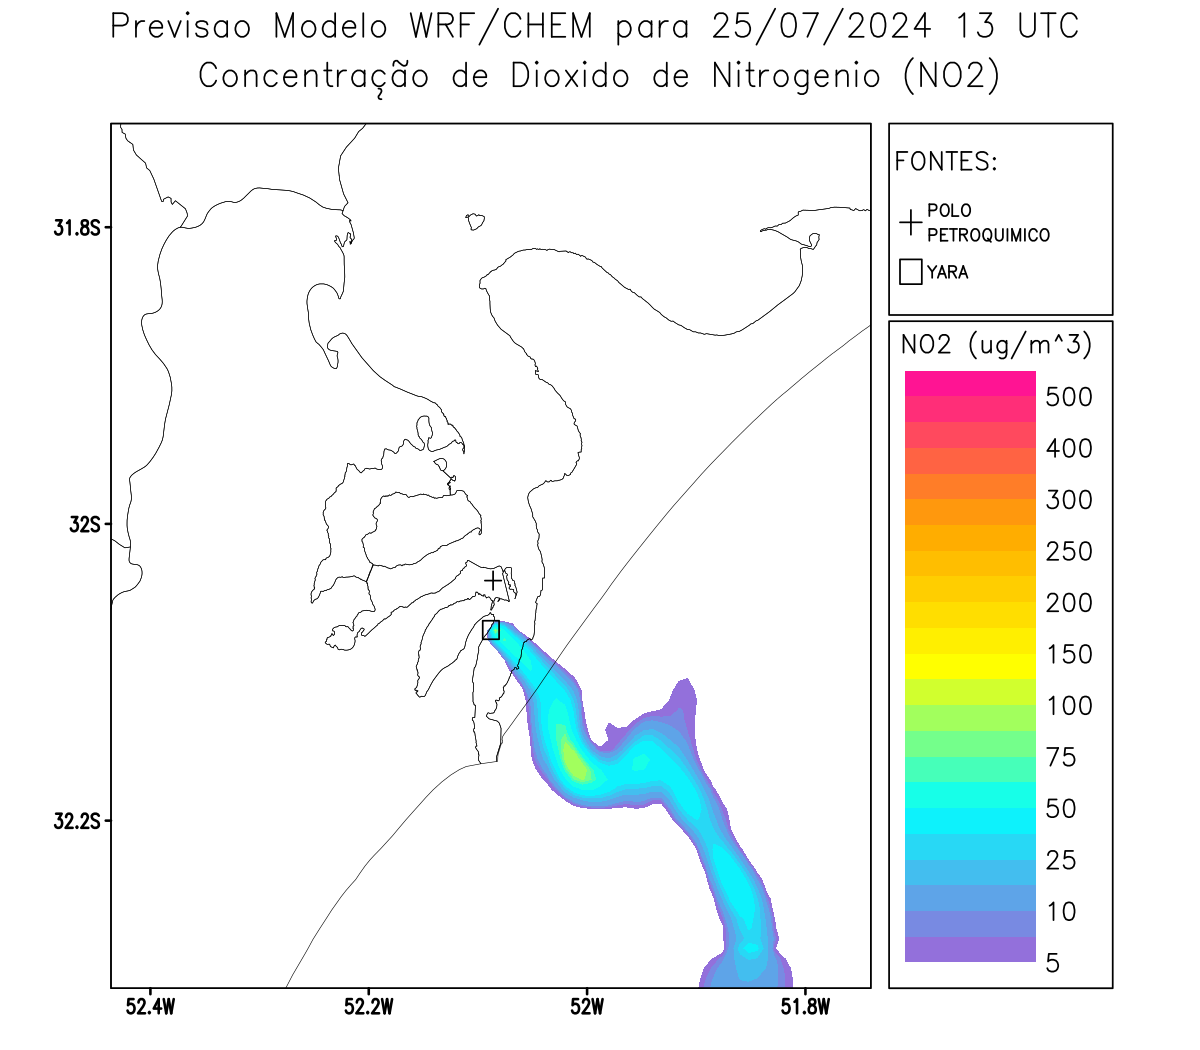 Previsao Modelo WRF/CHEM para 25/07/2024 13 UTC
Concentração de Dioxido de Nitrogenio (NO2)
FONTES:
POLO
PETROQUIMICO
YARA
NO2 (ug/m^3)
500
400
300
250
200
150
100
75
50
25
10
5
31.8S
32S
32.2S
52.4W
52.2W
52W
51.8W